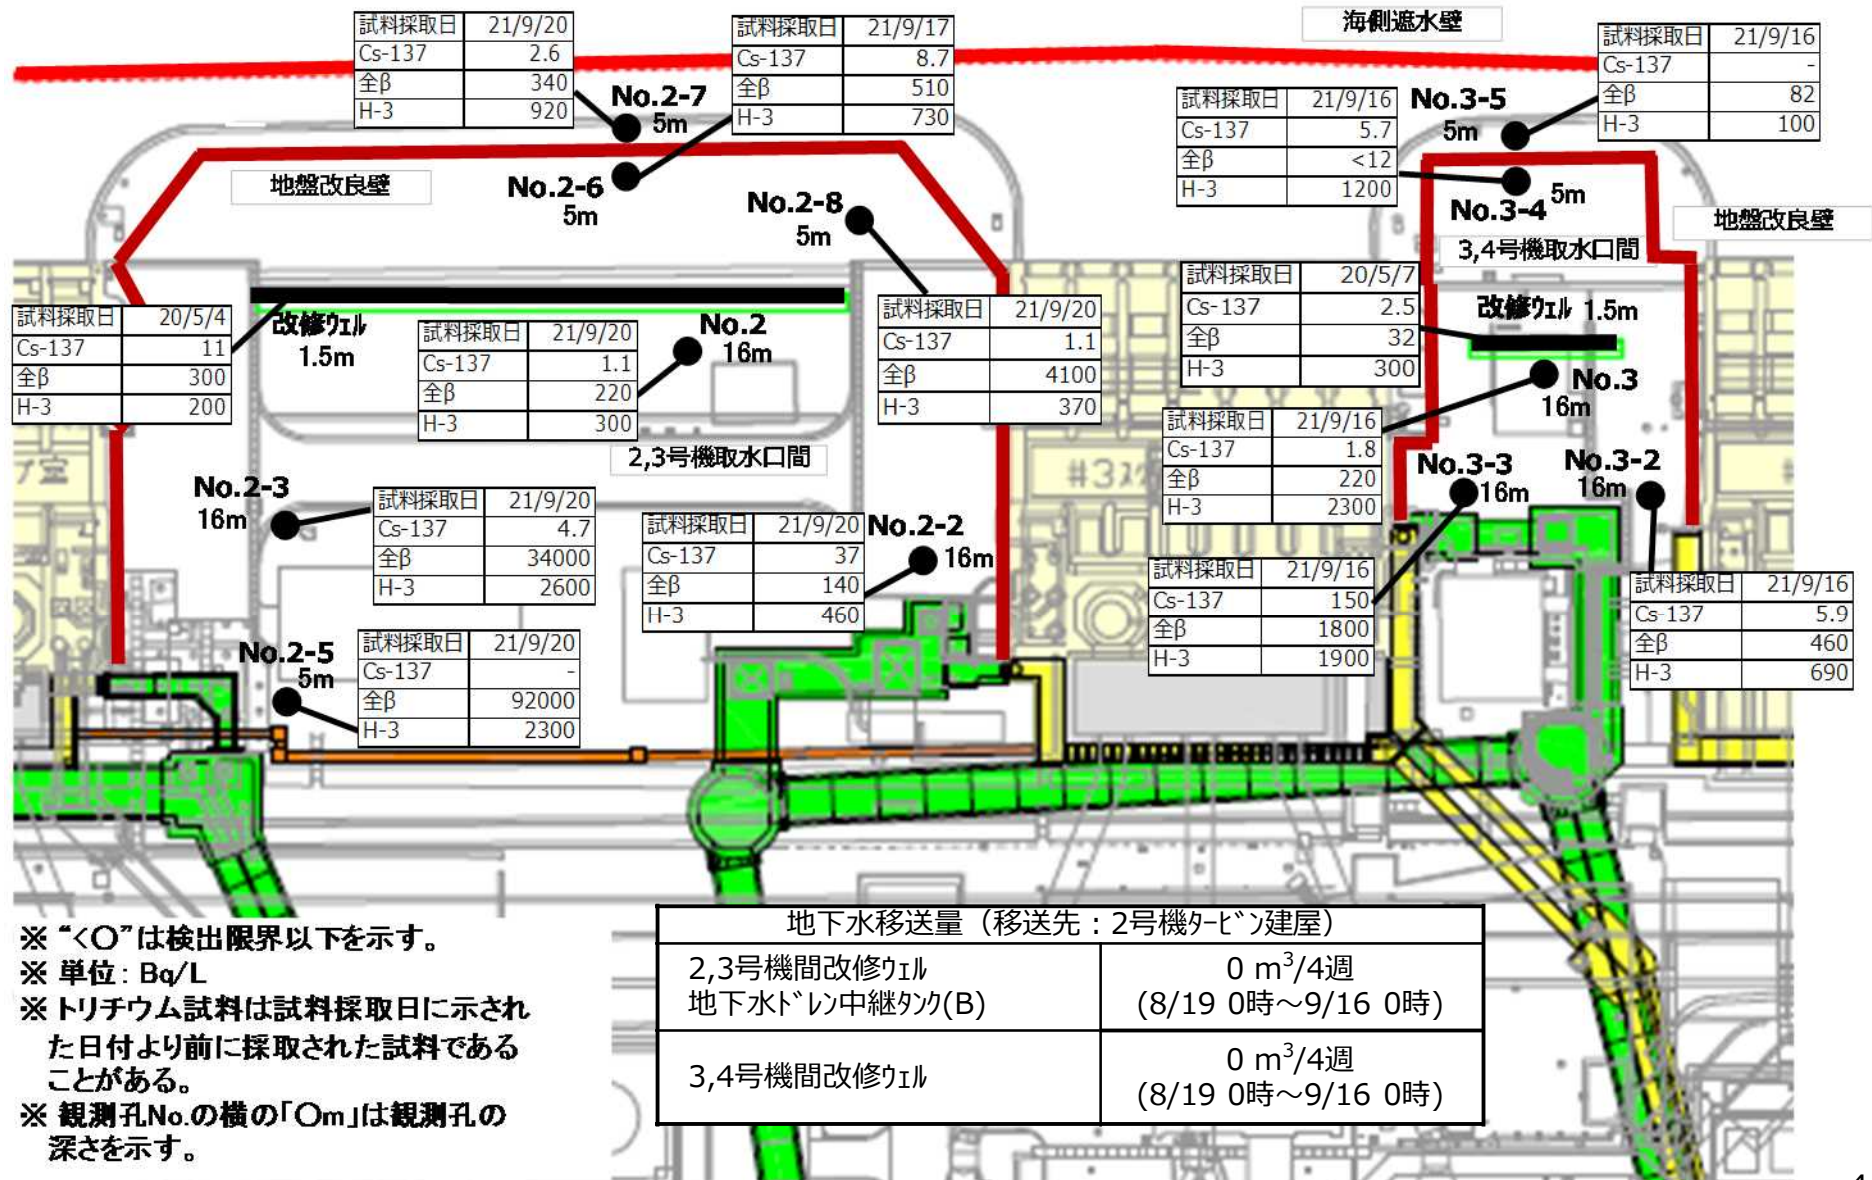 海側遮水壁
試料採取日 21/9/20
Cs-137 2.6
全β 340
H-3 920
No.2-7
5m
試料採取日 21/9/17
Cs-137 8.7
全β 510
H-3 730
No.2-6
5m
試料採取日 21/9/16
Cs-137 -
全β 82
H-3 100
No.3-5
5m
試料採取日 21/9/16
Cs-137 5.7
全β <12
H-3 1200
No.3-4
5m
地盤改良壁
地盤改良壁
No.2-8
5m
3,4号機取水口間
試料採取日 20/5/4
Cs-137 11
全β 300
H-3 200
改修ウェル
1.5m
試料採取日 21/9/20
Cs-137 1.1
全β 220
H-3 300
No.2
16m
試料採取日 21/9/20
Cs-137 1.1
全β 4100
H-3 370
試料採取日 20/5/7
Cs-137 2.5
全β 32
H-3 300
改修ウェル 1.5m
No.3
16m
試料採取日 21/9/16
Cs-137 1.8
全β 220
H-3 2300
2,3号機取水口間
#3ス
プ室
No.2-3
16m
試料採取日 21/9/20
Cs-137 4.7
全β 34000
H-3 2600
試料採取日 21/9/20
Cs-137 37
全β 140
H-3 460
No.2-2
16m
No.3-3
16m
No.3-2
16m
試料採取日 21/9/16
Cs-137 150
全β 1800
H-3 1900
試料採取日 21/9/16
Cs-137 5.9
全β 460
H-3 690
No.2-5
5m
試料採取日 21/9/20
Cs-137 -
全β 92000
H-3 2300
※ “<〇”は検出限界以下を示す。
※ 単位：Bq/L
※ トリチウム試料は試料採取日に示され
た日付より前に採取された試料である
ことがある。
※ 観測孔No.の横の「〇m」は観測孔の
深さを示す。
地下水移送量（移送先：2号機ﾀｰﾋﾞﾝ建屋）
2,3号機間改修ｳｪﾙ
地下水ﾄﾞﾚﾝ中継ﾀﾝｸ(B)
0 m³/4週
(8/19 0時～9/16 0時)
3,4号機間改修ｳｪﾙ
0 m³/4週
(8/19 0時～9/16 0時)